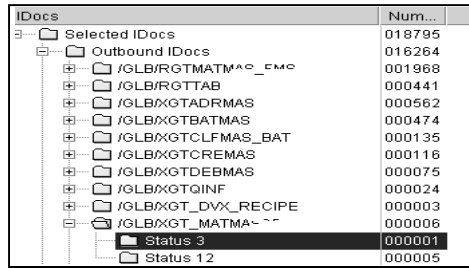 IDocs Num...
Selected IDocs 018795
Outbound IDocs 016264
001968
/GLB/RGTTAB 000441
/GLB/XGTADRMAS 000562
/GLB/XGTBATMAS 000474
/GLB/XGTCLFMAS_BAT 000135
/GLB/XGTCREMAS 000116
/GLB/XGTDEBMAS 000075
/GLB/XGTQINF 000024
/GLB/XGT_DVX_RECIPE 000003
000006
Status 3 000001
Status 12 000005